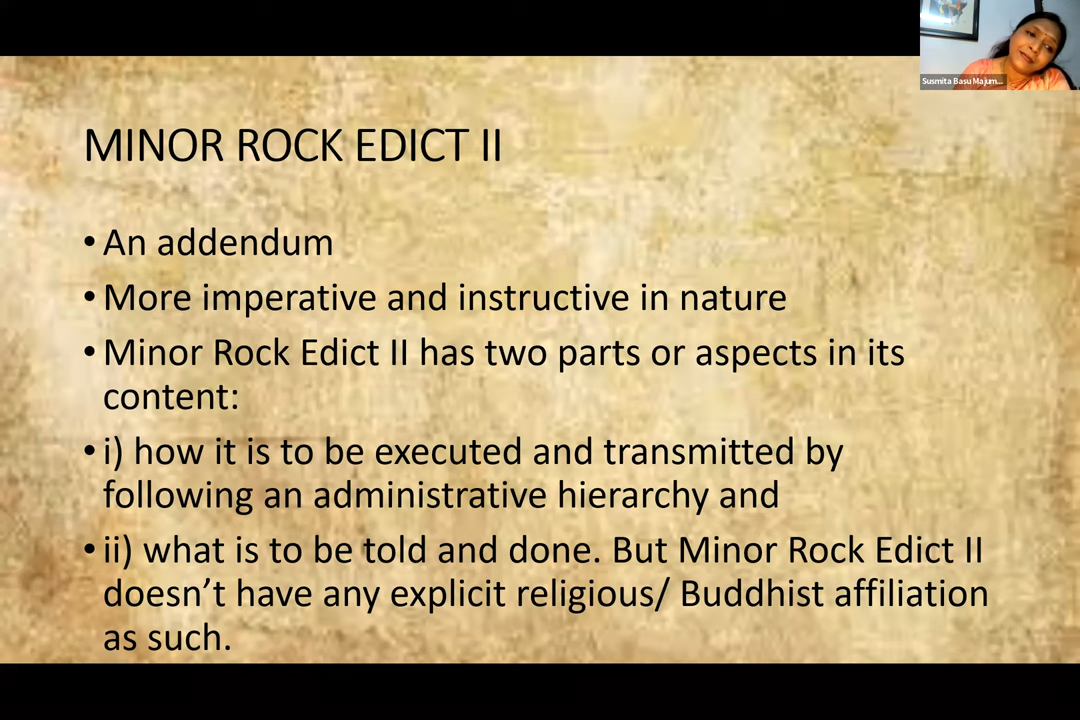 Susmita Basu Majum...
MINOR ROCK EDICT II
• An addendum
• More imperative and instructive in nature
• Minor Rock Edict II has two parts or aspects in its
content:
• i) how it is to be executed and transmitted by
following an administrative hierarchy and
• ii) what is to be told and done. But Minor Rock Edict II
doesn’t have any explicit religious/ Buddhist affiliation
as such.